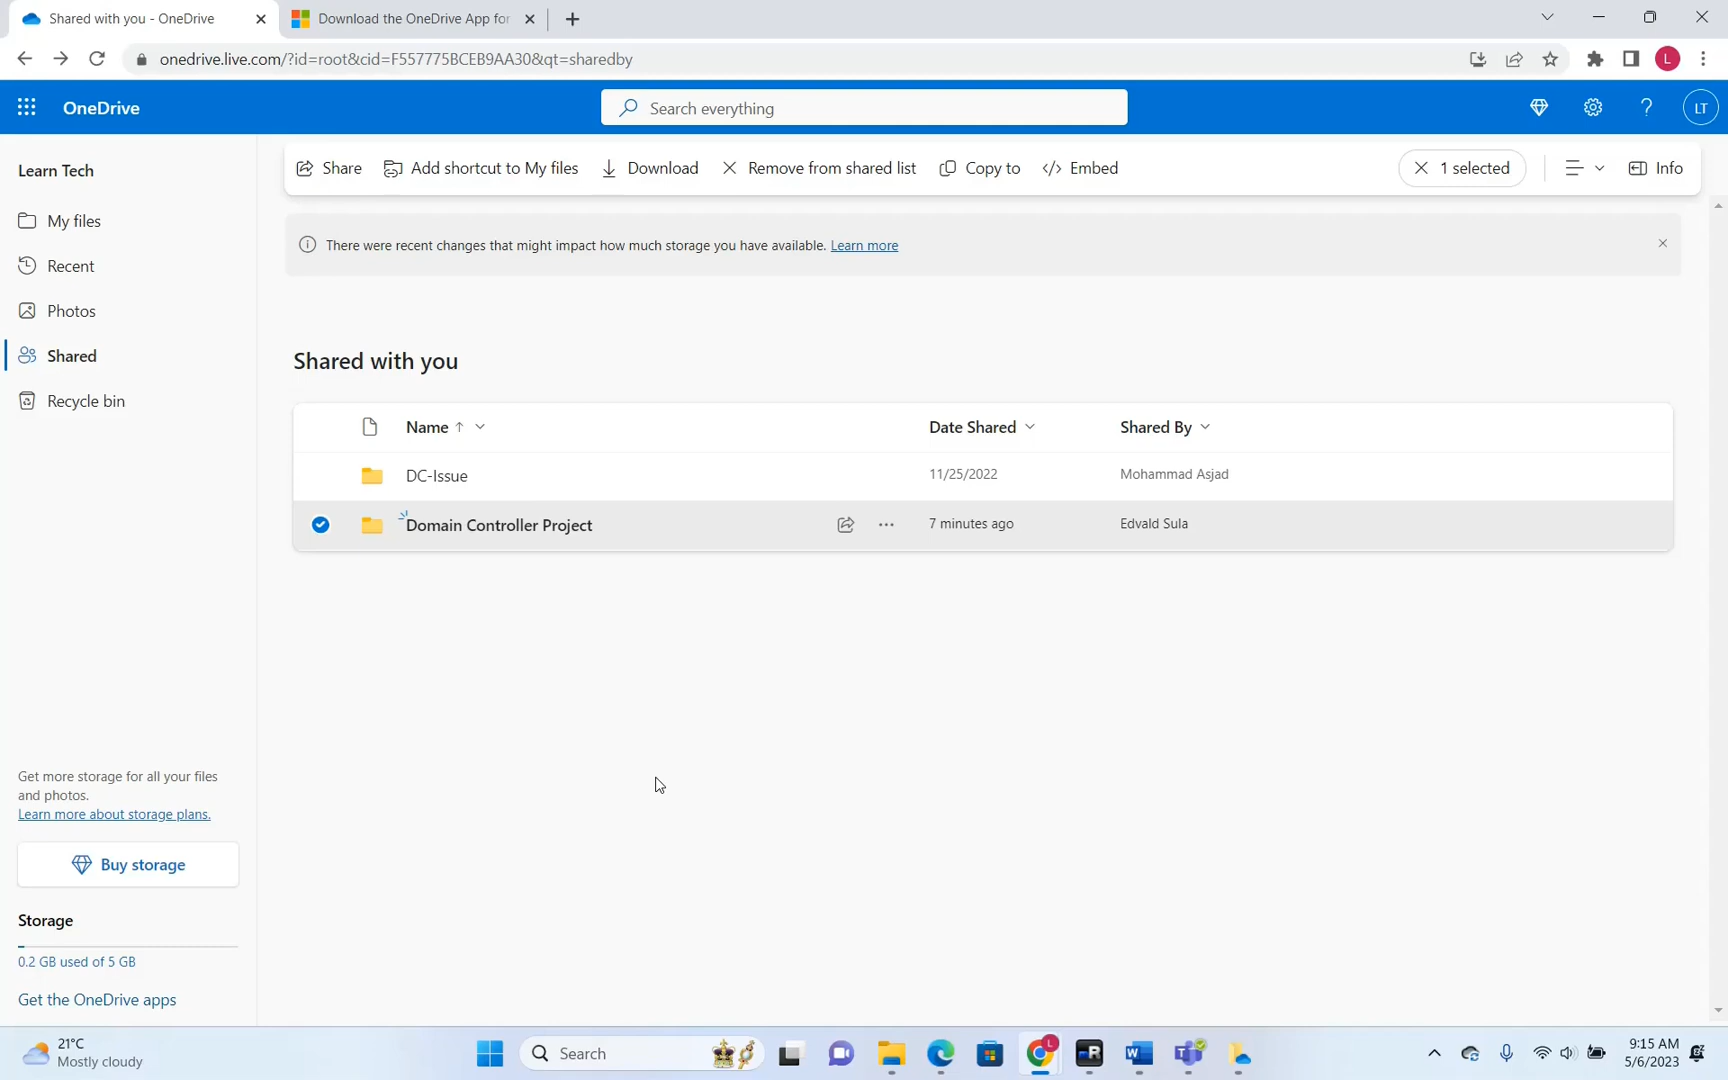 Shared with you - OneDrive
Download the OneDrive App for
onedrive.live.com/?id=root&cid=F557775BCEB9AA30&qt=sharedby
L
OneDrive
Search everything
LT
Learn Tech
Share
Add shortcut to My files
Download
Remove from shared list
Copy to
Embed
1 selected
Info
My files
There were recent changes that might impact how much storage you have available. Learn more
Recent
Photos
Shared
Recycle bin
Shared with you
Name
Date Shared
Shared By
DC-Issue
11/25/2022
Mohammad Asjad
Domain Controller Project
7 minutes ago
Edvald Sula
Get more storage for all your files
and photos.
Learn more about storage plans.
Buy storage
Storage
0.2 GB used of 5 GB
Get the OneDrive apps
21°C
Mostly cloudy
Search
L
9:15 AM
5/6/2023